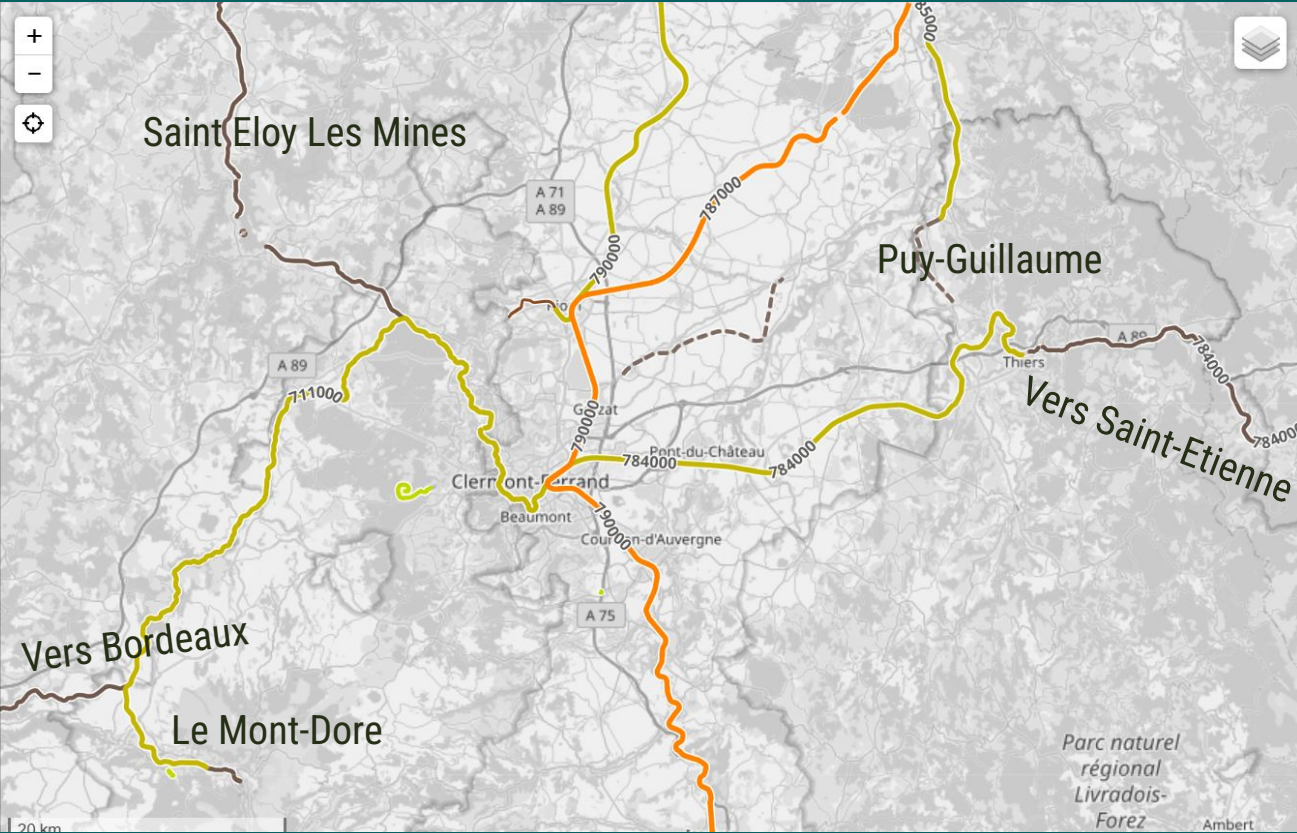 +
−
85000
Saint Eloy Les Mines
A 71
A 89
787000
790000
Puy-Guillaume
Riom
A 89
A 89
784000
Thiers
711000
Gerzat
790000
Vers Saint-Etienne
784000
Pont-du-Château
784000
784000
Clermont-Ferrand
Beaumont
790000
Cournon-d'Auvergne
A 75
Vers Bordeaux
Le Mont-Dore
Parc naturel
régional
Livradois-
Forez
Ambert
20 km